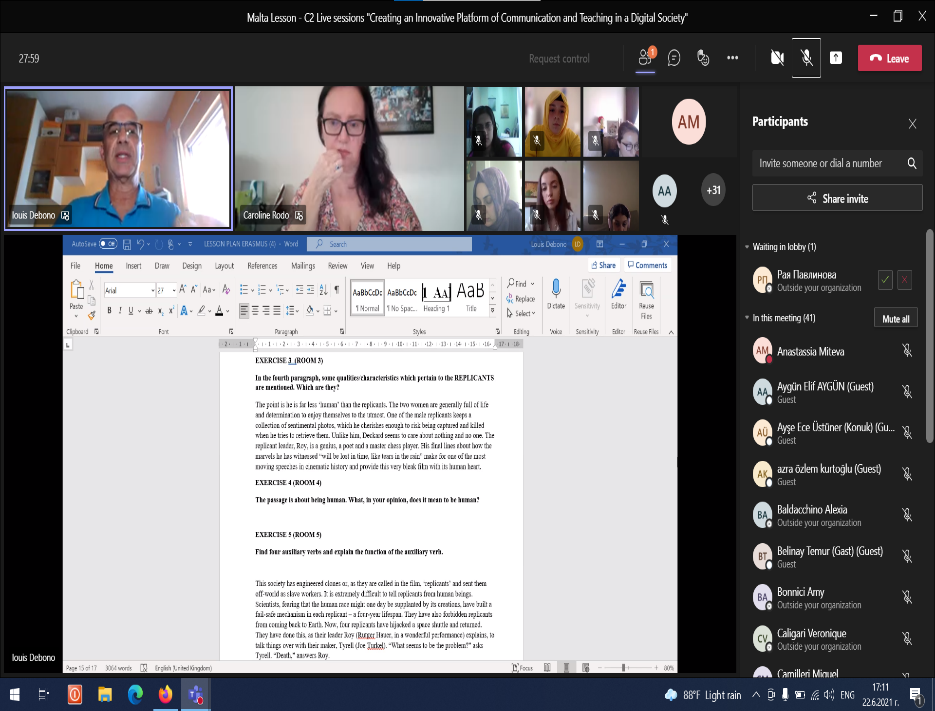 Malta Lesson - C2 Live sessions "Creating an Innovative Platform of Communication and Teaching in a Digital Society"
27:59
Request control
1
Leave
louis Debono
Caroline Rodo
AM
AA
+31
AutoSave Off
LESSON PLAN ERASMUS (4) - Word
Search
Louis Debono
LD
File Home Insert Draw Design Layout References Mailings Review View Help
Share
Comments
Paste
Arial
27
Clipboard
Font
Paragraph
AaBbCcDc
¶ Normal
AaBbCcDc
¶ No Spac...
Heading 1
AaB
Title
Styles
Find
Replace
Select
Editing
Dictate
Voice
Sensitivity
Sensitivity
Editor
Editor
Reuse
Files
Reuse Files
EXERCISE 3 (ROOM 3)
In the fourth paragraph, some qualities/characteristics which pertain to the REPLICANTS
are mentioned. Which are they?
The point is he is far less 'human' than the replicants. The two women are generally full of life
and determination to enjoy themselves to the utmost. One of the male replicants keeps a
collection of sentimental photos, which he cherishes enough to risk being captured and killed
when he tries to retrieve them. Unlike him, Deckard seems to care about nothing and no one. The
replicant leader, Roy, is a genius, a poet and a master chess player. His final lines about how the
marvels he has witnessed "will be lost in time, like tears in the rain" make for one of the most
moving speeches in cinematic history and provide this very bleak film with its human heart.
EXERCISE 4 (ROOM 4)
The passage is about being human. What, in your opinion, does it mean to be human?
EXERCISE 5 (ROOM 5)
Find four auxiliary verbs and explain the function of the auxiliary verb.
This society has engineered clones or, as they are called in the film, 'replicants' and sent them
off-world as slave workers. It is extremely difficult to tell replicants from human beings.
Scientists, fearing that the human race might one day be supplanted by its creations, have built a
fail-safe mechanism in each replicant – a four-year lifespan. They have also forbidden replicants
from coming back to Earth. Now, four replicants have hijacked a space shuttle and returned.
They have done this, as their leader Roy (Rutger Hauer, in a wonderful performance) explains, to
talk things over with their maker, Tyrell (Joe Turkel). "What seems to be the problem?" asks
Tyrell. "Death," answers Roy.
Page 15 of 17
3064 words
English (United Kingdom)
Focus
80%
louis Debono
Participants
Invite someone or dial a number
Share invite
Waiting in lobby (1)
РП
Рая Павлинова
Outside your organization
In this meeting (41)
Mute all
AM
Anastassia Miteva
AA
Aygün Elif AYGÜN (Guest)
Guest
AÜ
Ayşe Ece Üstüner (Konuk) (Gu...
Guest
AK
azra özlem kurtoğlu (Guest)
Guest
BA
Baldacchino Alexia
Outside your organization
BT
Belinay Temur (Gast) (Guest)
Guest
BA
Bonnici Amy
Outside your organization
CV
Caligari Veronique
Outside your organization
Camilleri Miguel
88°F Light rain
ENG
17:11
22.6.2021 г.
1